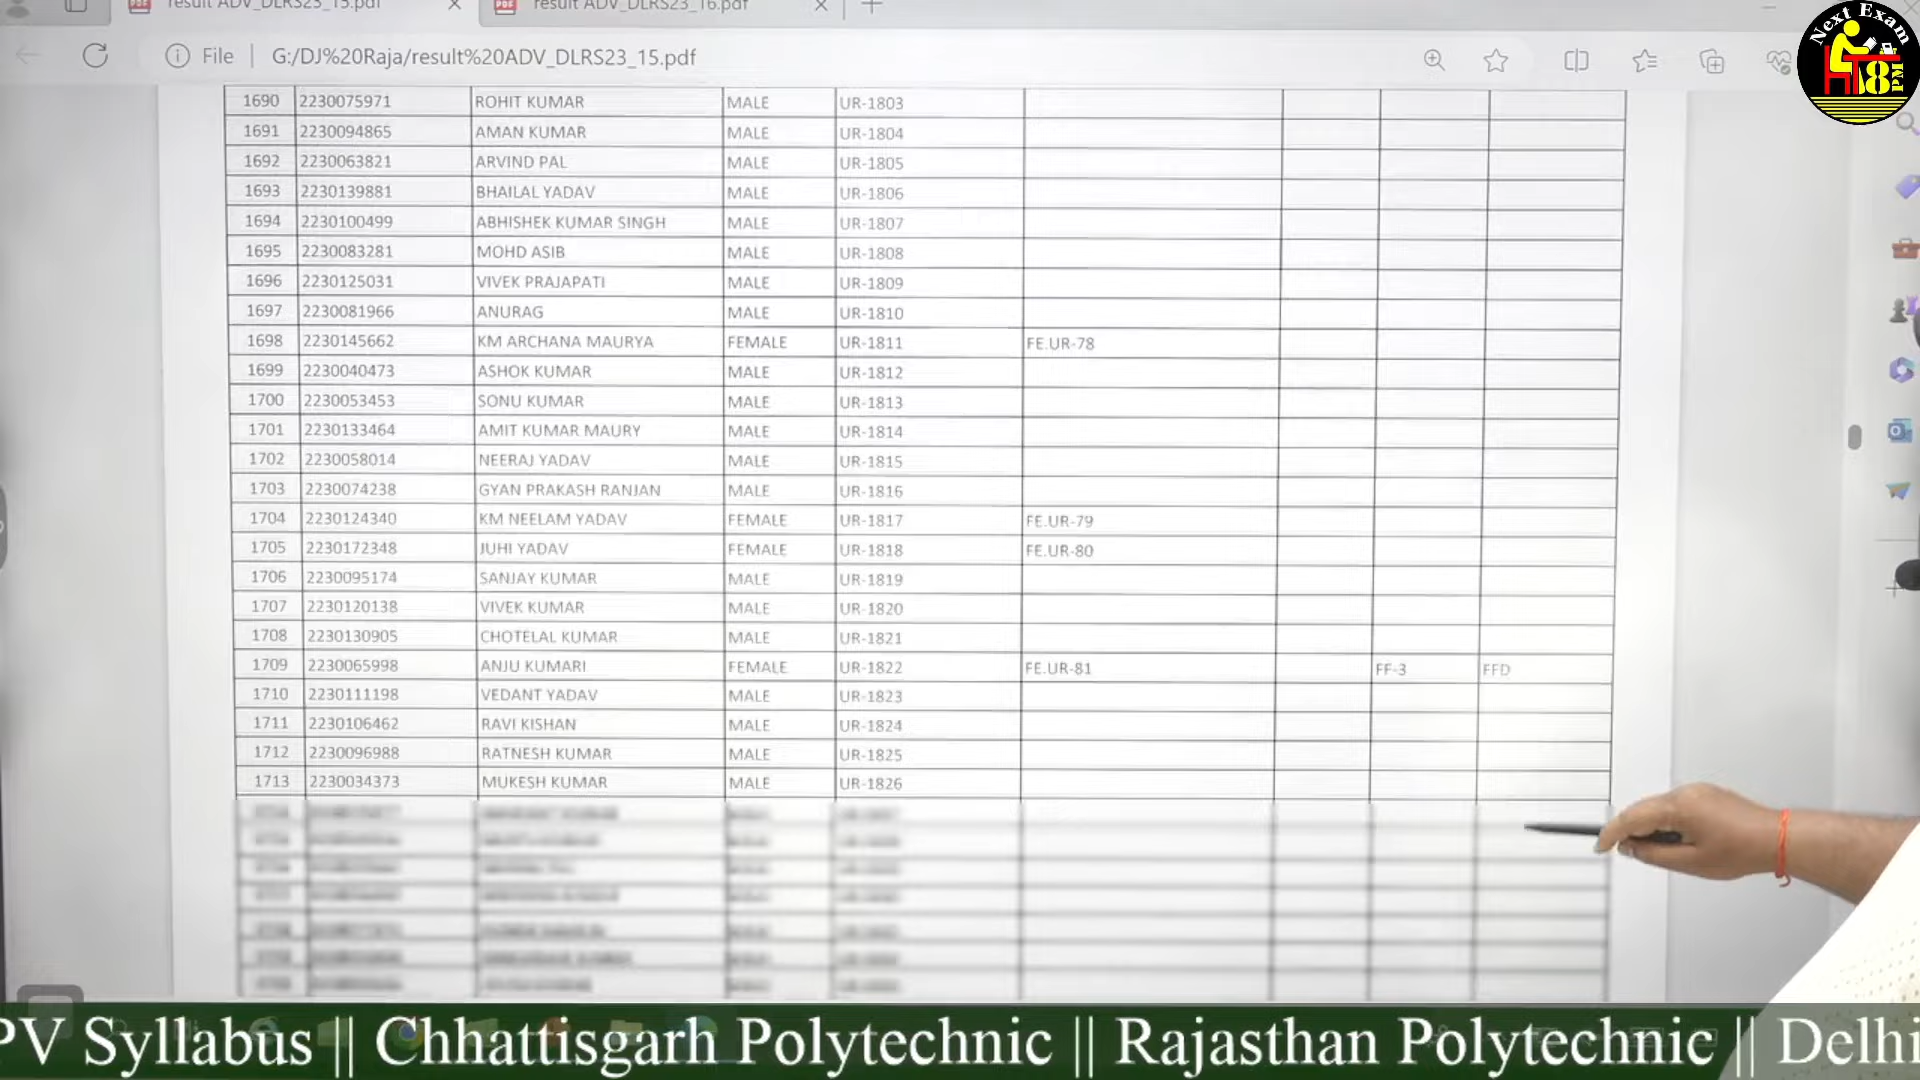 result ADV_DLRS23_15.pdf
result ADV_DLRS23_16.pdf
File G:/DJ%20Raja/result%20ADV_DLRS23_15.pdf
Next Exam
8 PM
1690 2230075971 ROHIT KUMAR MALE UR-1803
1691 2230094865 AMAN KUMAR MALE UR-1804
1692 2230063821 ARVIND PAL MALE UR-1805
1693 2230139881 BHAILAL YADAV MALE UR-1806
1694 2230100499 ABHISHEK KUMAR SINGH MALE UR-1807
1695 2230083281 MOHD ASIB MALE UR-1808
1696 2230125031 VIVEK PRAJAPATI MALE UR-1809
1697 2230081966 ANURAG MALE UR-1810
1698 2230145662 KM ARCHANA MAURYA FEMALE UR-1811 FE.UR-78
1699 2230040473 ASHOK KUMAR MALE UR-1812
1700 2230053453 SONU KUMAR MALE UR-1813
1701 2230133464 AMIT KUMAR MAURY MALE UR-1814
1702 2230058014 NEERAJ YADAV MALE UR-1815
1703 2230074238 GYAN PRAKASH RANJAN MALE UR-1816
1704 2230124340 KM NEELAM YADAV FEMALE UR-1817 FE.UR-79
1705 2230172348 JUHI YADAV FEMALE UR-1818 FE.UR-80
1706 2230095174 SANJAY KUMAR MALE UR-1819
1707 2230120138 VIVEK KUMAR MALE UR-1820
1708 2230130905 CHOTELAL KUMAR MALE UR-1821
1709 2230065998 ANJU KUMARI FEMALE UR-1822 FE.UR-81 FF-3 FFD
1710 2230111198 VEDANT YADAV MALE UR-1823
1711 2230106462 RAVI KISHAN MALE UR-1824
1712 2230096988 RATNESH KUMAR MALE UR-1825
1713 2230034373 MUKESH KUMAR MALE UR-1826
PV Syllabus || Chhattisgarh Polytechnic || Rajasthan Polytechnic || Delhi